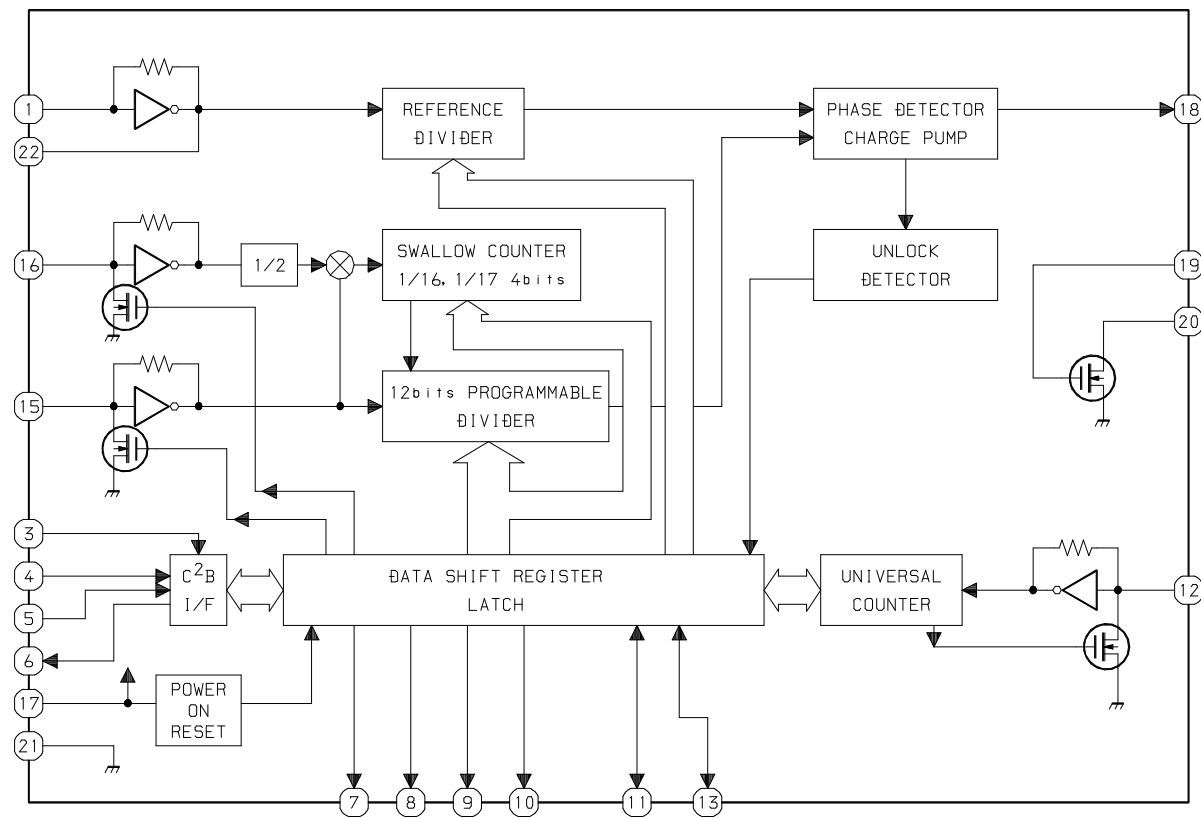 1
REFERENCE
DIVIDER
PHASE DETECTOR
CHARGE PUMP
18
22
16
1/2
SWALLOW COUNTER
1/16, 1/17 4bits
UNLOCK
DETECTOR
19
20
15
12bits PROGRAMMABLE
DIVIDER
3
4
5
6
C²B
I/F
DATA SHIFT REGISTER
LATCH
UNIVERSAL
COUNTER
12
17
POWER
ON
RESET
21
7
8
9
10
11
13